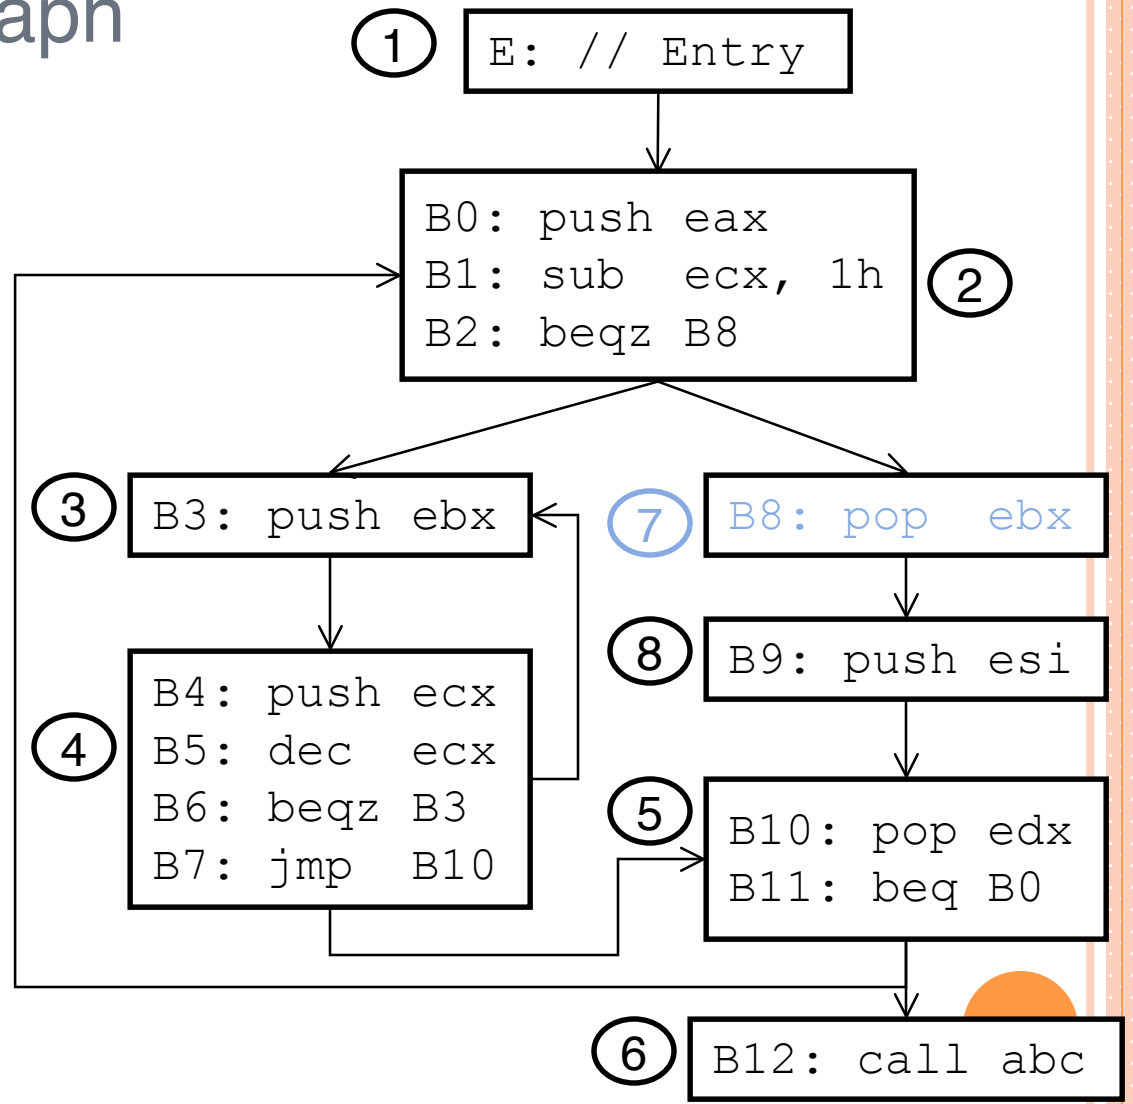 aph
1
E: // Entry
B0: push eax
B1: sub ecx, 1h
B2: beqz B8
2
3
B3: push ebx
7
B8: pop ebx
8
B9: push esi
4
B4: push ecx
B5: dec ecx
B6: beqz B3
B7: jmp B10
5
B10: pop edx
B11: beq B0
6
B12: call abc